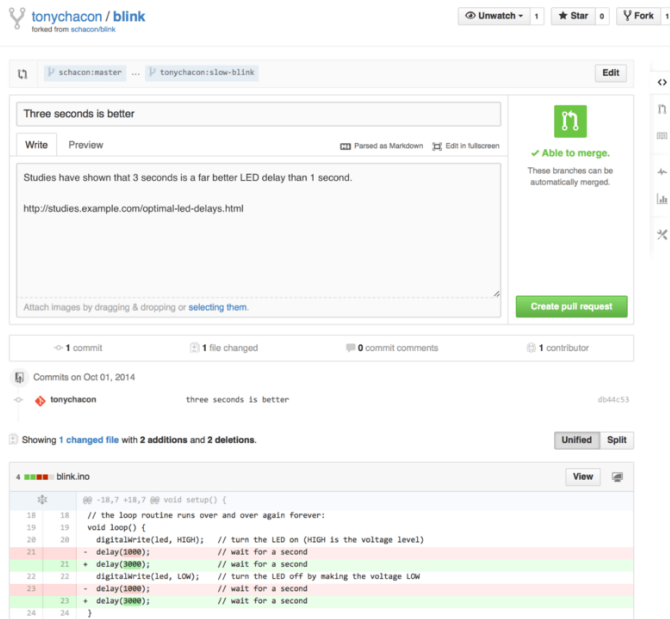 tonychacon / blink
forked from schacon/blink
Unwatch 1 Star 0 Fork 1
schacon:master ... tonychacon:slow-blink Edit
Three seconds is better
Write Preview Parsed as Markdown Edit in fullscreen
Studies have shown that 3 seconds is a far better LED delay than 1 second.
http://studies.example.com/optimal-led-delays.html
Attach images by dragging & dropping or selecting them.
Able to merge.
These branches can be
automatically merged.
Create pull request
1 commit 1 file changed 0 commit comments 1 contributor
Commits on Oct 01, 2014
tonychacon three seconds is better db44c53
Showing 1 changed file with 2 additions and 2 deletions. Unified Split
4 blink.ino View
@@ -18,7 +18,7 @@ void setup() {
18 18 // the loop routine runs over and over again forever:
19 19 void loop() {
20 20 digitalWrite(led, HIGH); // turn the LED on (HIGH is the voltage level)
21 - delay(1000); // wait for a second
21 + delay(3000); // wait for a second
22 22 digitalWrite(led, LOW); // turn the LED off by making the voltage LOW
23 - delay(1000); // wait for a second
23 + delay(3000); // wait for a second
24 24 }